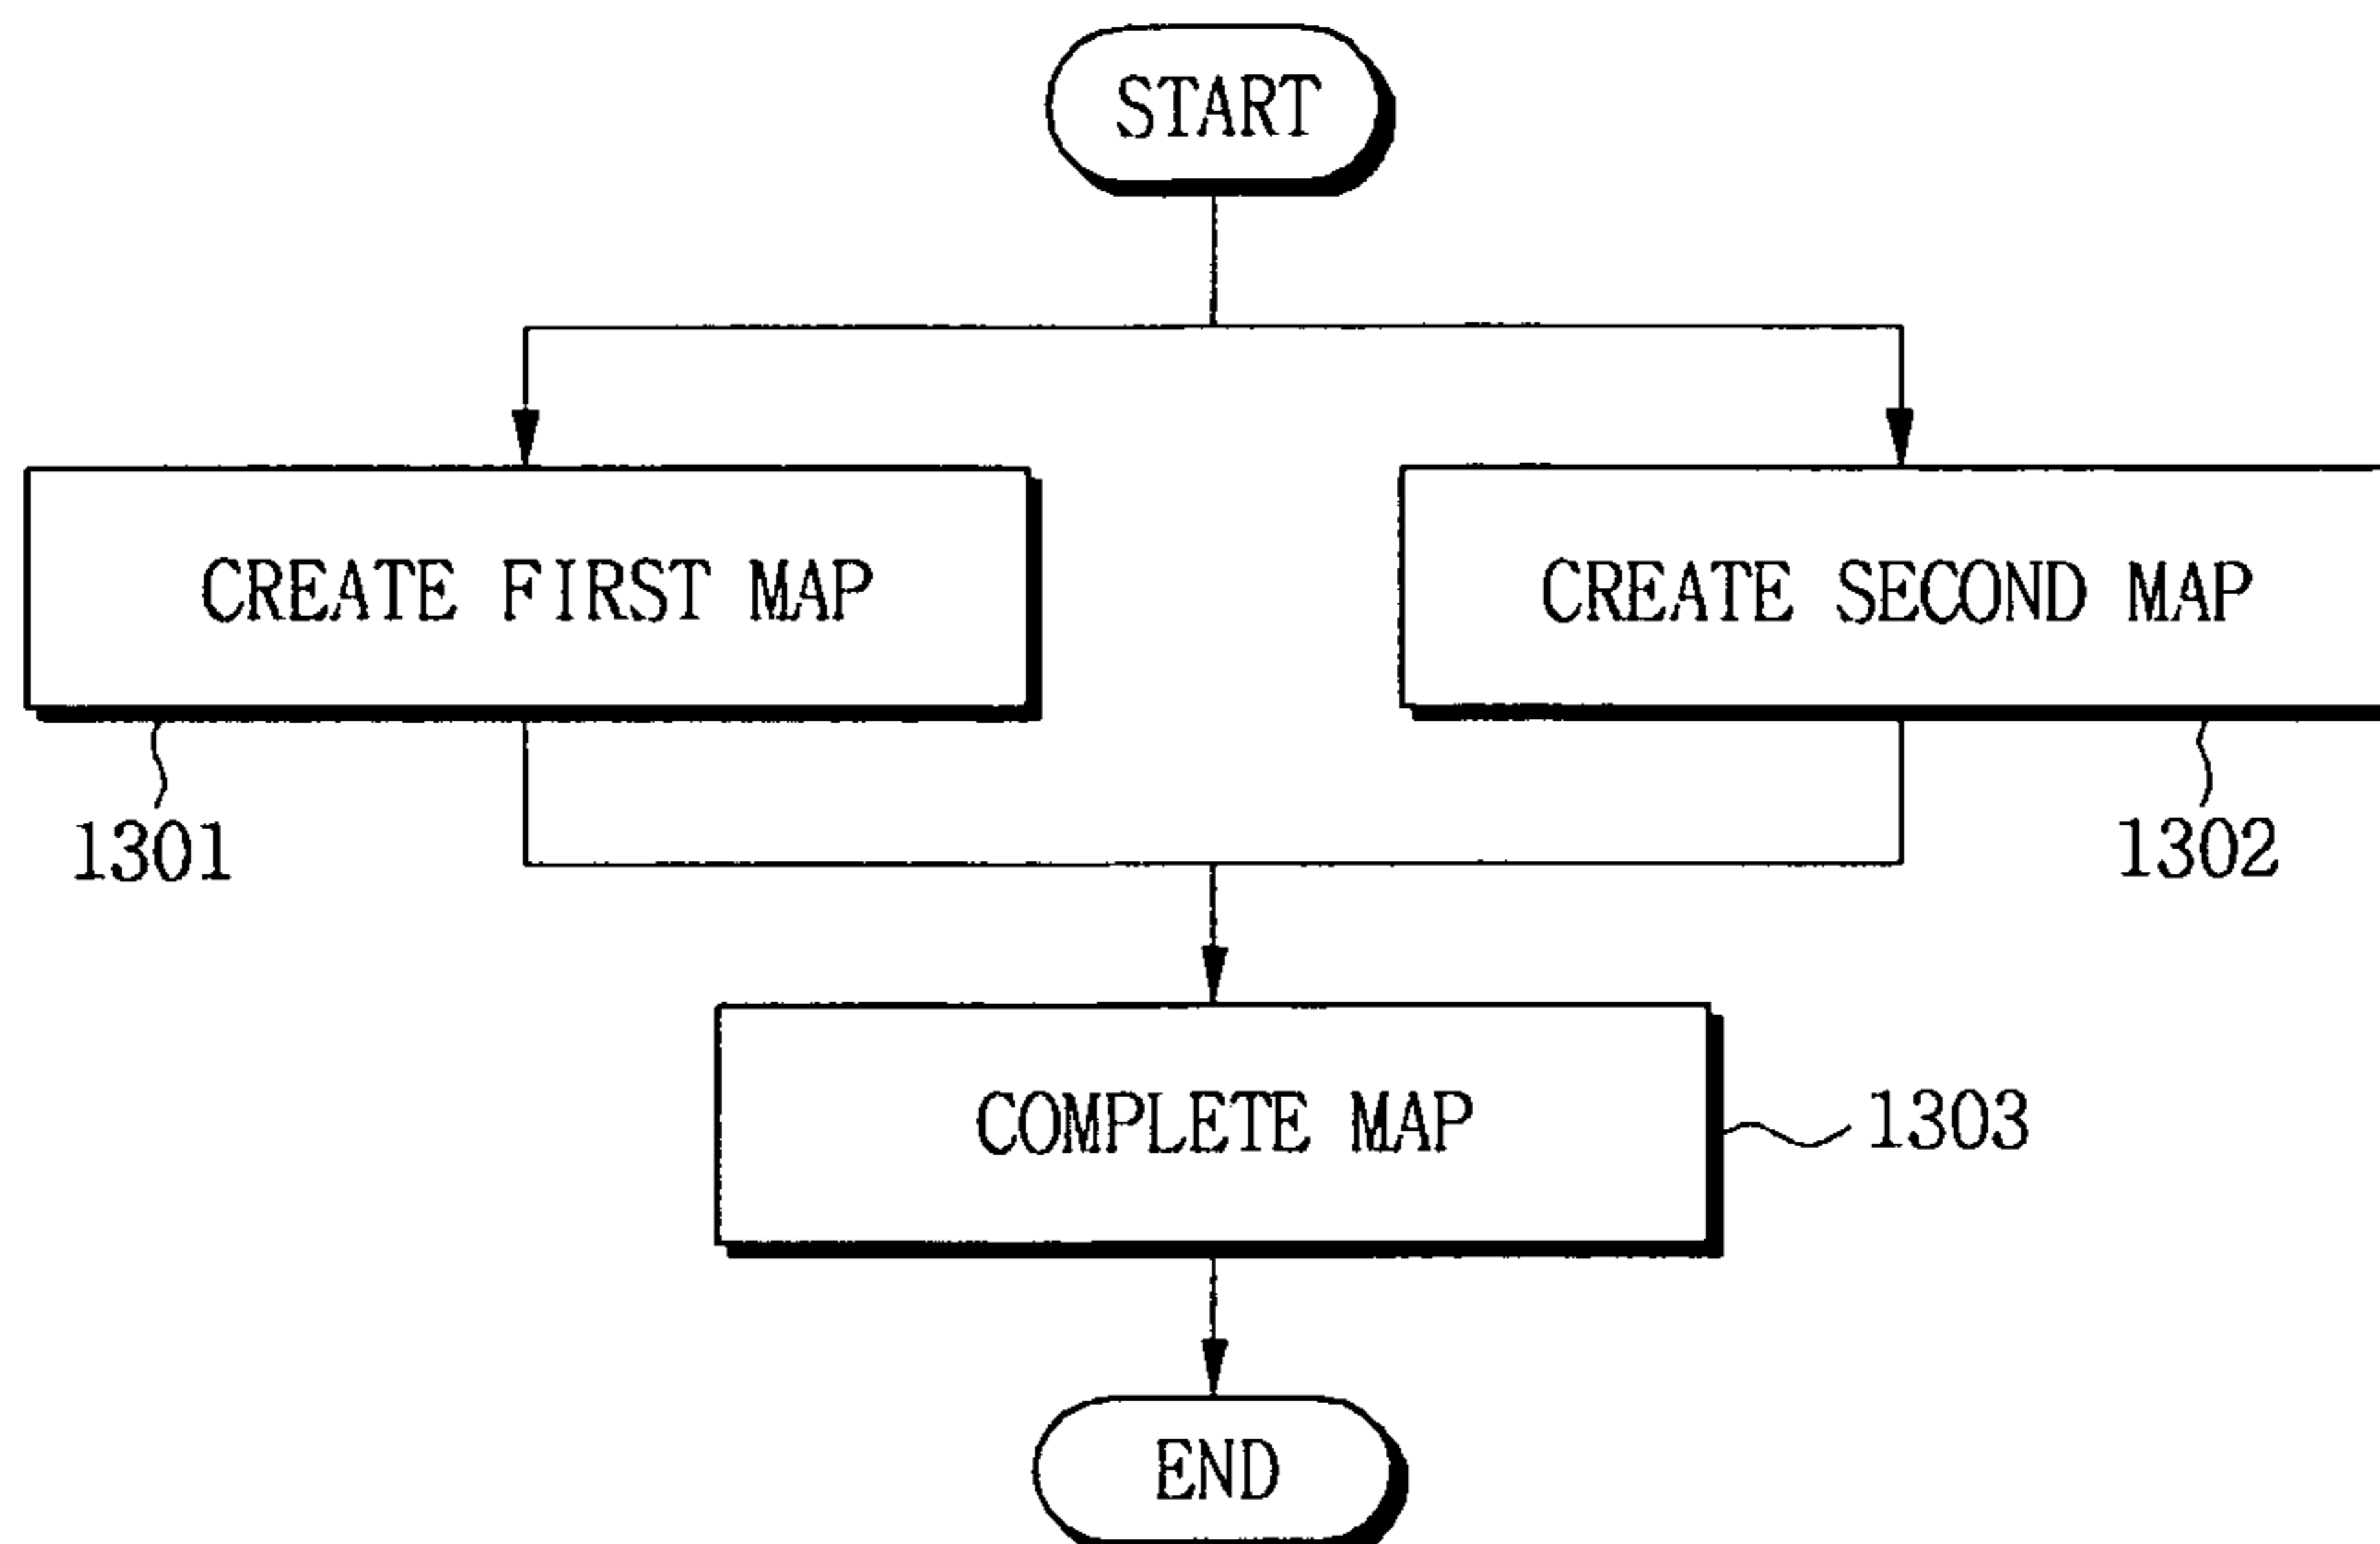 START
CREATE FIRST MAP
CREATE SECOND MAP
1301
1302
COMPLETE MAP
1303
END